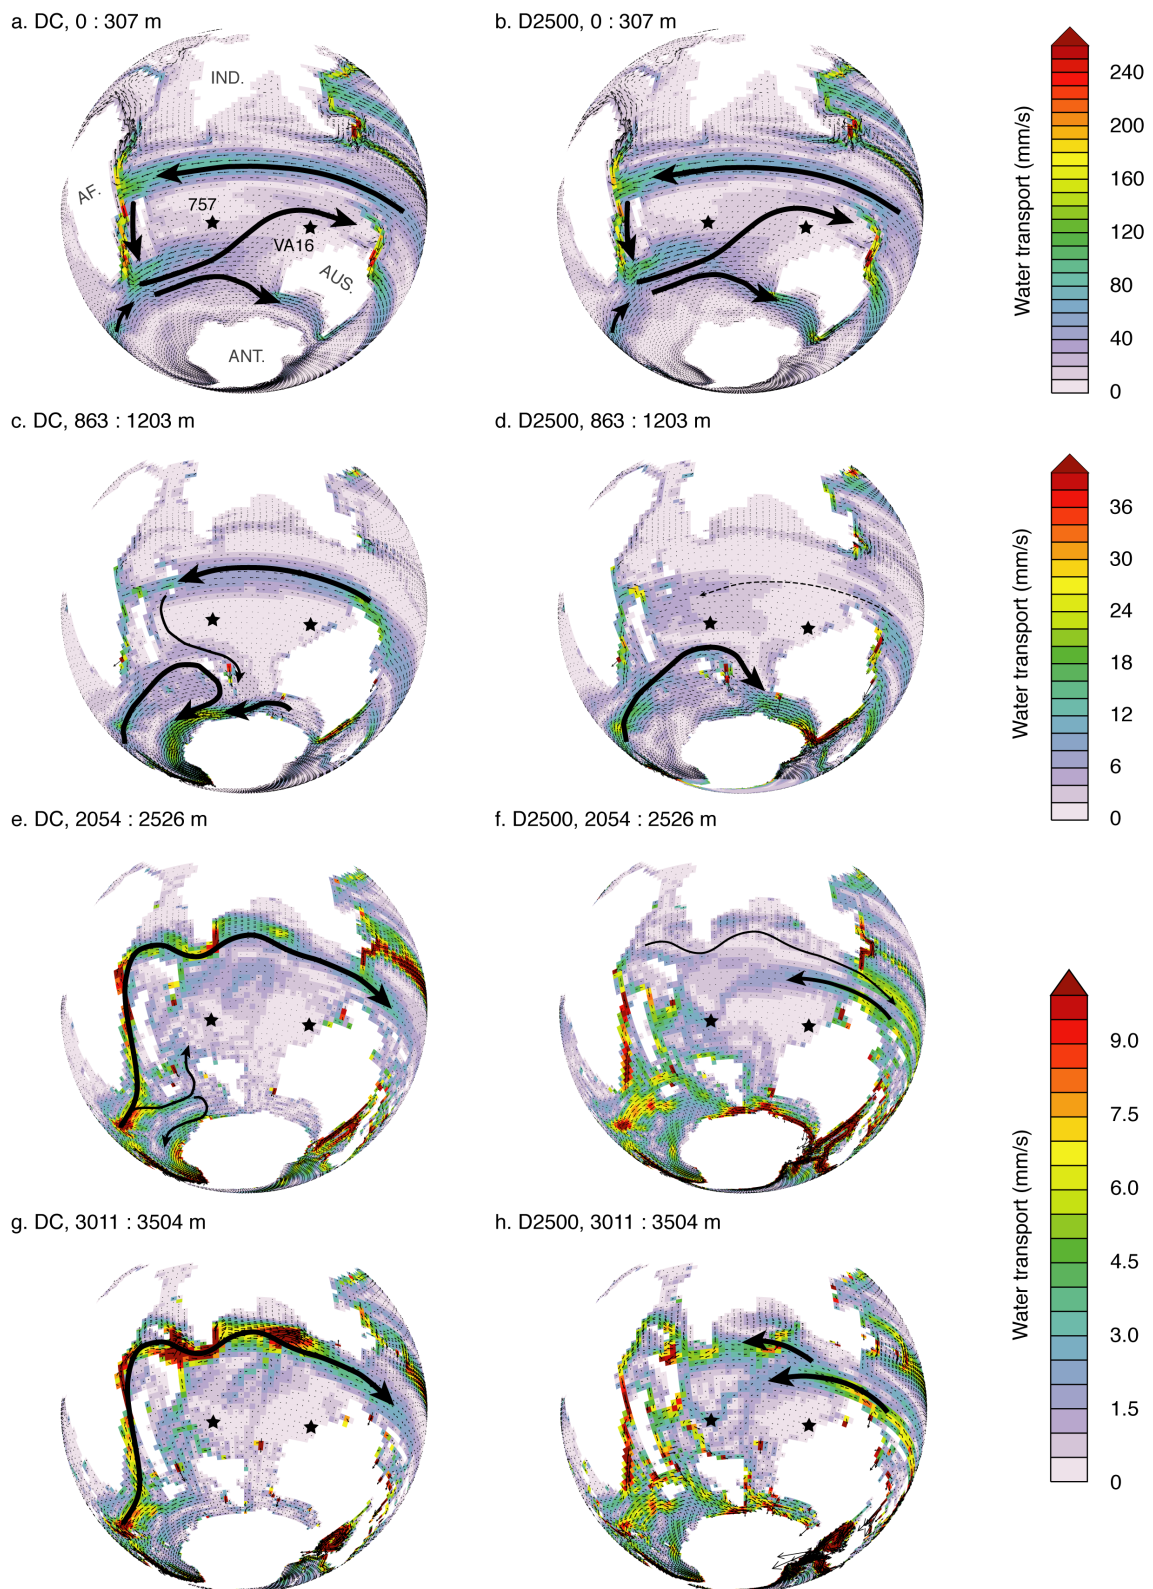 a. DC, 0 : 307 m
b. D2500, 0 : 307 m
IND.
AF.
757
VA16
AUS.
ANT.
Water transport (mm/s)
240
200
160
120
80
40
0
c. DC, 863 : 1203 m
d. D2500, 863 : 1203 m
Water transport (mm/s)
36
30
24
18
12
6
0
e. DC, 2054 : 2526 m
f. D2500, 2054 : 2526 m
g. DC, 3011 : 3504 m
h. D2500, 3011 : 3504 m
Water transport (mm/s)
9.0
7.5
6.0
4.5
3.0
1.5
0